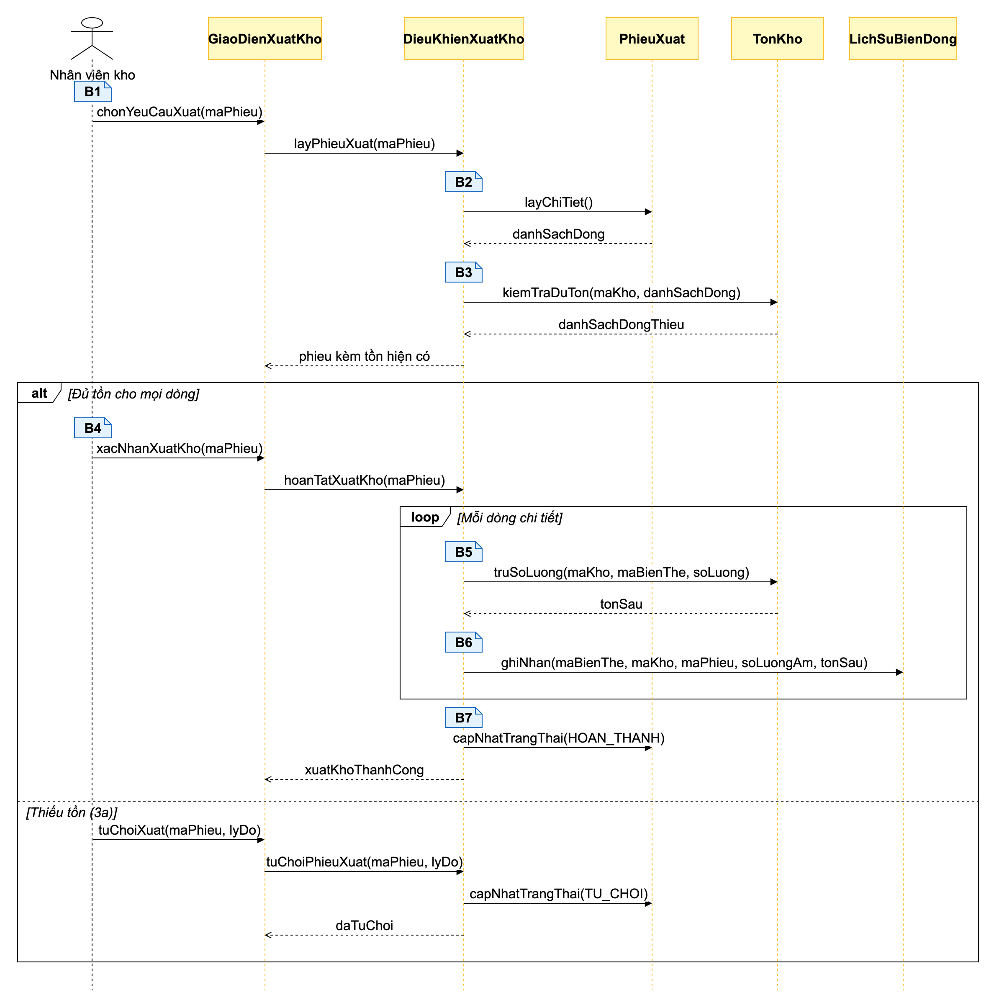 GiaoDienXuatKho
DieuKhienXuatKho
PhieuXuat
TonKho
LichSuBienDong
Nhân viên kho
B1
chonYeuCauXuat(maPhieu)
layPhieuXuat(maPhieu)
B2
layChiTiet()
danhSachDong
B3
kiemTraDuTon(maKho, danhSachDong)
danhSachDongThieu
phieu kèm tồn hiện có
alt
[Đủ tồn cho mọi dòng]
B4
xacNhanXuatKho(maPhieu)
hoanTatXuatKho(maPhieu)
loop
[Mỗi dòng chi tiết]
B5
truSoLuong(maKho, maBienThe, soLuong)
tonSau
B6
ghiNhan(maBienThe, maKho, maPhieu, soLuongAm, tonSau)
B7
capNhatTrangThai(HOAN_THANH)
xuatKhoThanhCong
[Thiếu tồn (3a)]
tuChoiXuat(maPhieu, lyDo)
tuChoiPhieuXuat(maPhieu, lyDo)
capNhatTrangThai(TU_CHOI)
daTuChoi